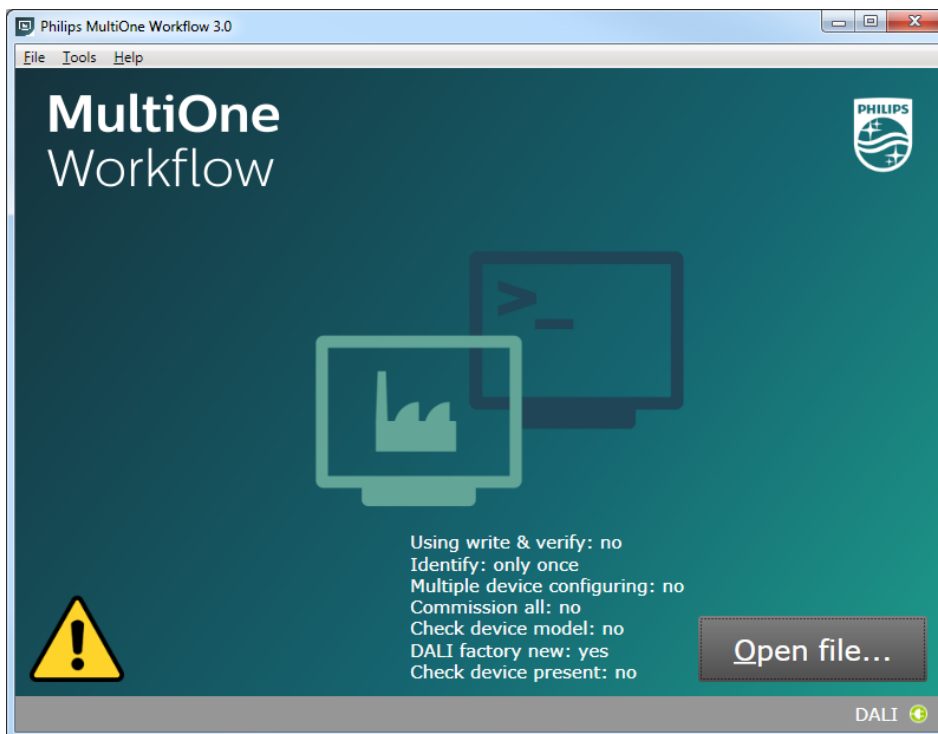 Philips MultiOne Workflow 3.0
File Tools Help
MultiOne
Workflow
PHILIPS
>_
Using write & verify: no
Identify: only once
Multiple device configuring: no
Commission all: no
Check device model: no
DALI factory new: yes
Check device present: no
Open file...
DALI